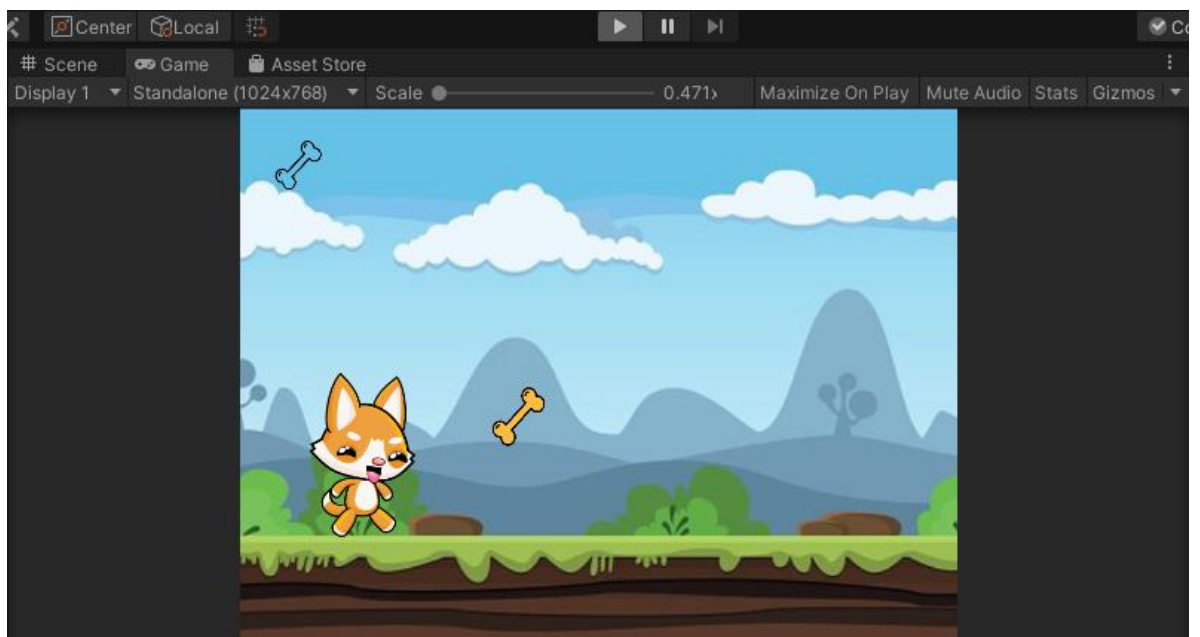 Center Local
Scene Game Asset Store
Display 1 Standalone (1024x768) Scale 0.471x Maximize On Play Mute Audio Stats Gizmos